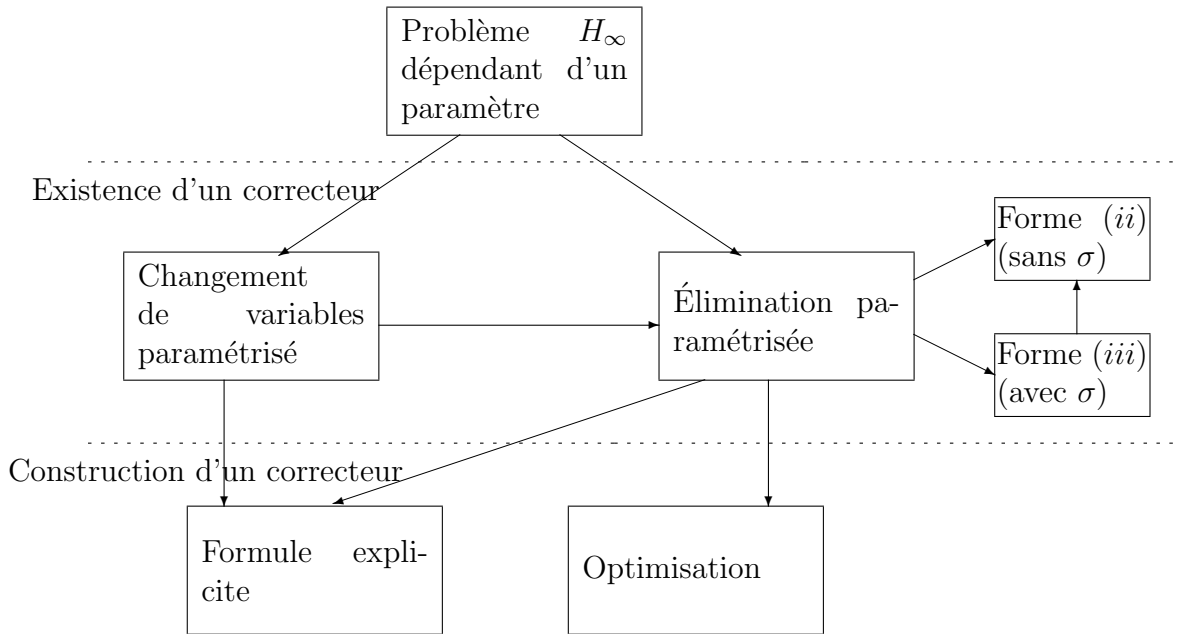 Problème H∞
dépendant d'un
paramètre
Existence d'un correcteur
Changement
de variables
paramétrisé
Élimination pa-
ramétrisée
Forme (ii)
(sans σ)
Forme (iii)
(avec σ)
Construction d'un correcteur
Formule expli-
cite
Optimisation